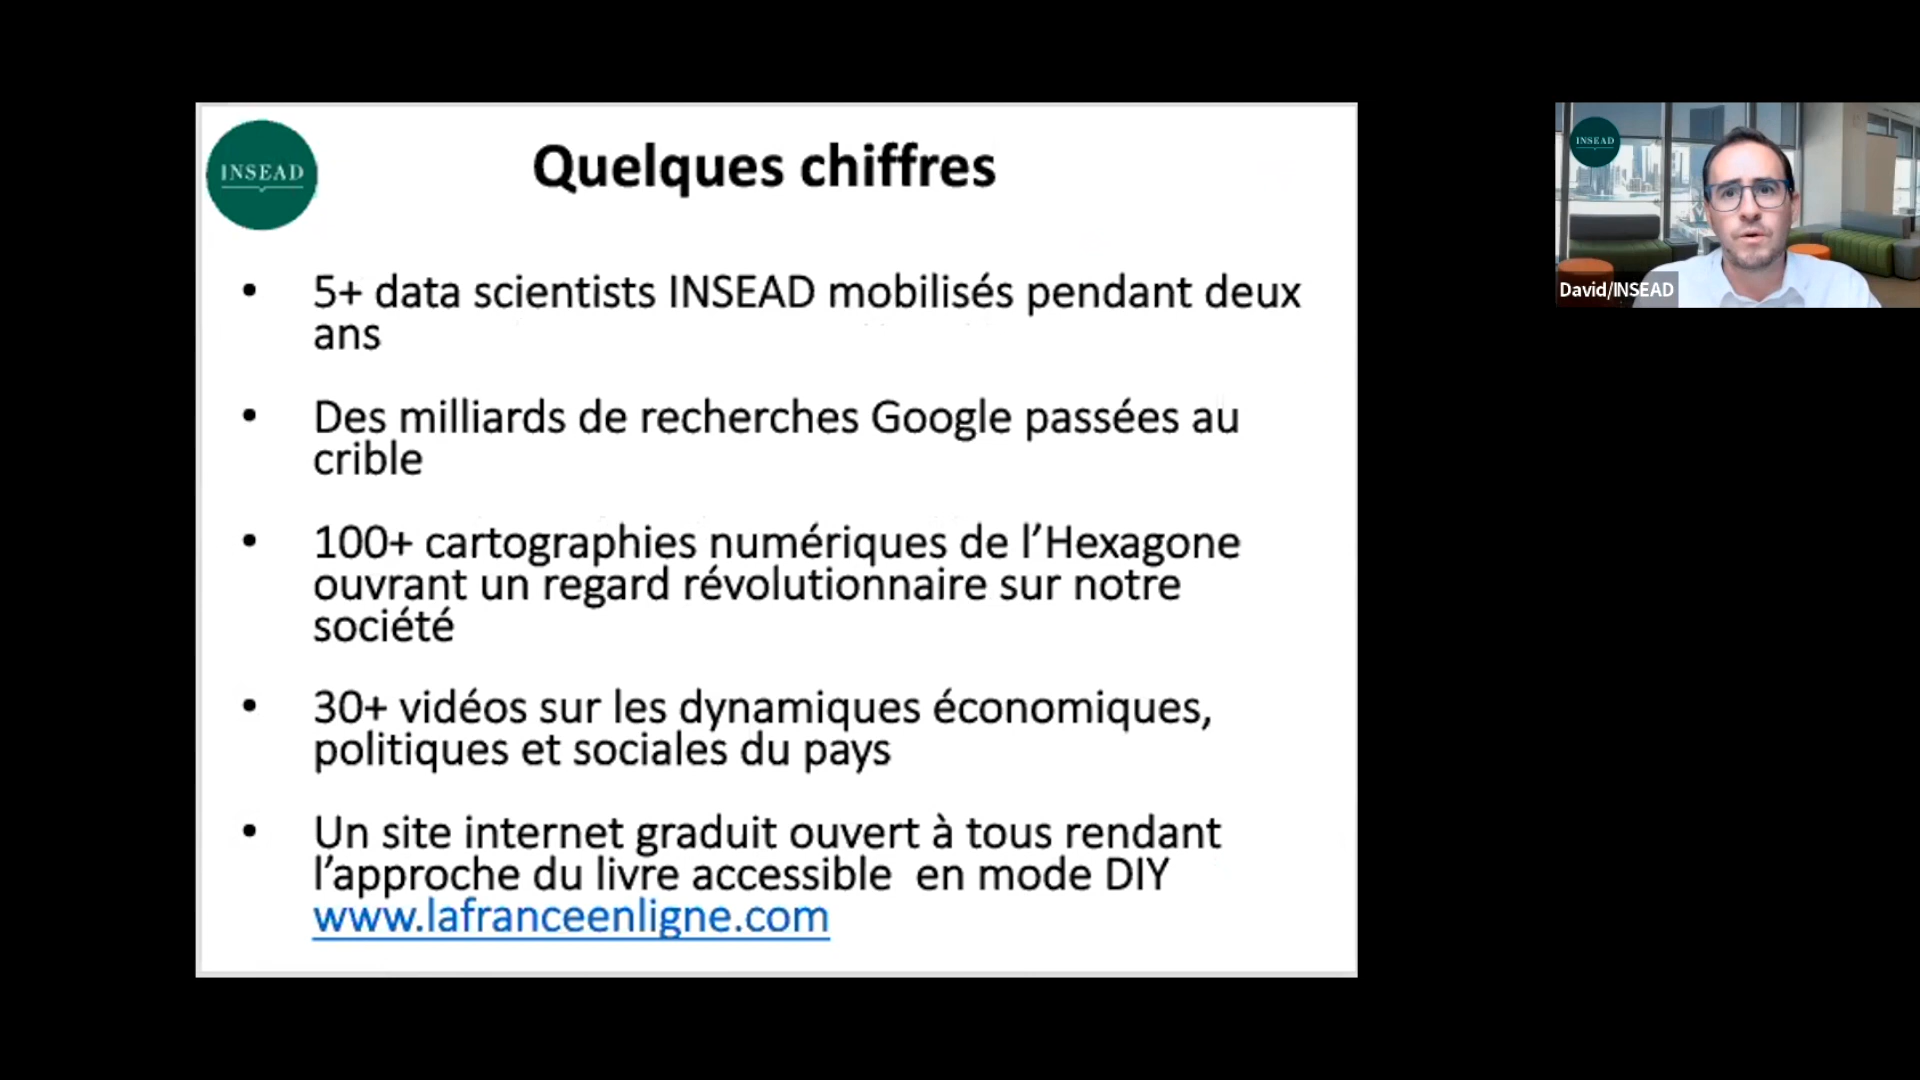 INSEAD
Quelques chiffres
• 5+ data scientists INSEAD mobilisés pendant deux
ans
• Des milliards de recherches Google passées au
crible
• 100+ cartographies numériques de l’Hexagone
ouvrant un regard révolutionnaire sur notre
société
• 30+ vidéos sur les dynamiques économiques,
politiques et sociales du pays
• Un site internet graduit ouvert à tous rendant
l’approche du livre accessible  en mode DIY
www.lafranceenligne.com
INSEAD
David/INSEAD